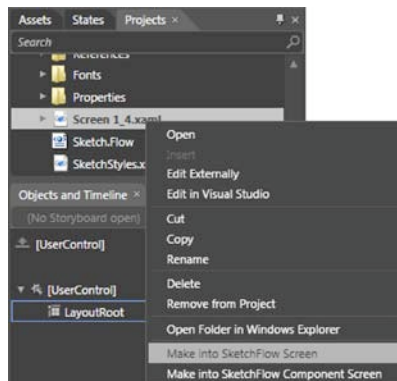 Assets States Projects ×
Search
References
Fonts
Properties
Screen 1_4.xaml
Sketch.Flow
SketchStyles.x
Objects and Timeline ×
(No Storyboard open)
[UserControl]
[UserControl]
LayoutRoot
Open
Insert
Edit Externally
Edit in Visual Studio
Cut
Copy
Rename
Delete
Remove from Project
Open Folder in Windows Explorer
Make into SketchFlow Screen
Make into SketchFlow Component Screen